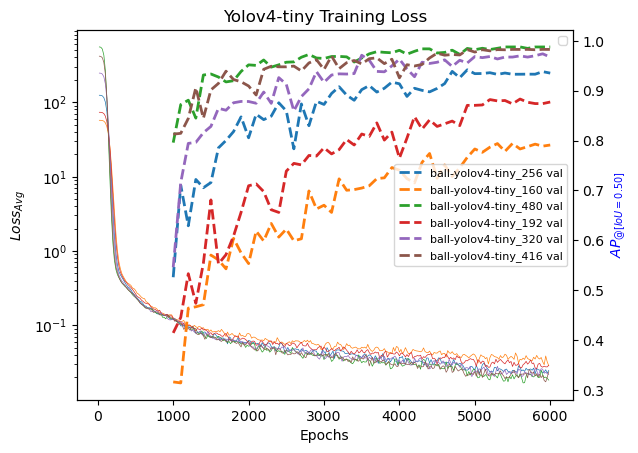 Yolov4-tiny Training Loss
Loss_Avg
10²
10¹
10⁰
10⁻¹
1.0
0.9
0.8
0.7
0.6
0.5
0.4
0.3
AP@[IoU=0.50]
ball-yolov4-tiny_256 val
ball-yolov4-tiny_160 val
ball-yolov4-tiny_480 val
ball-yolov4-tiny_192 val
ball-yolov4-tiny_320 val
ball-yolov4-tiny_416 val
0 1000 2000 3000 4000 5000 6000
Epochs